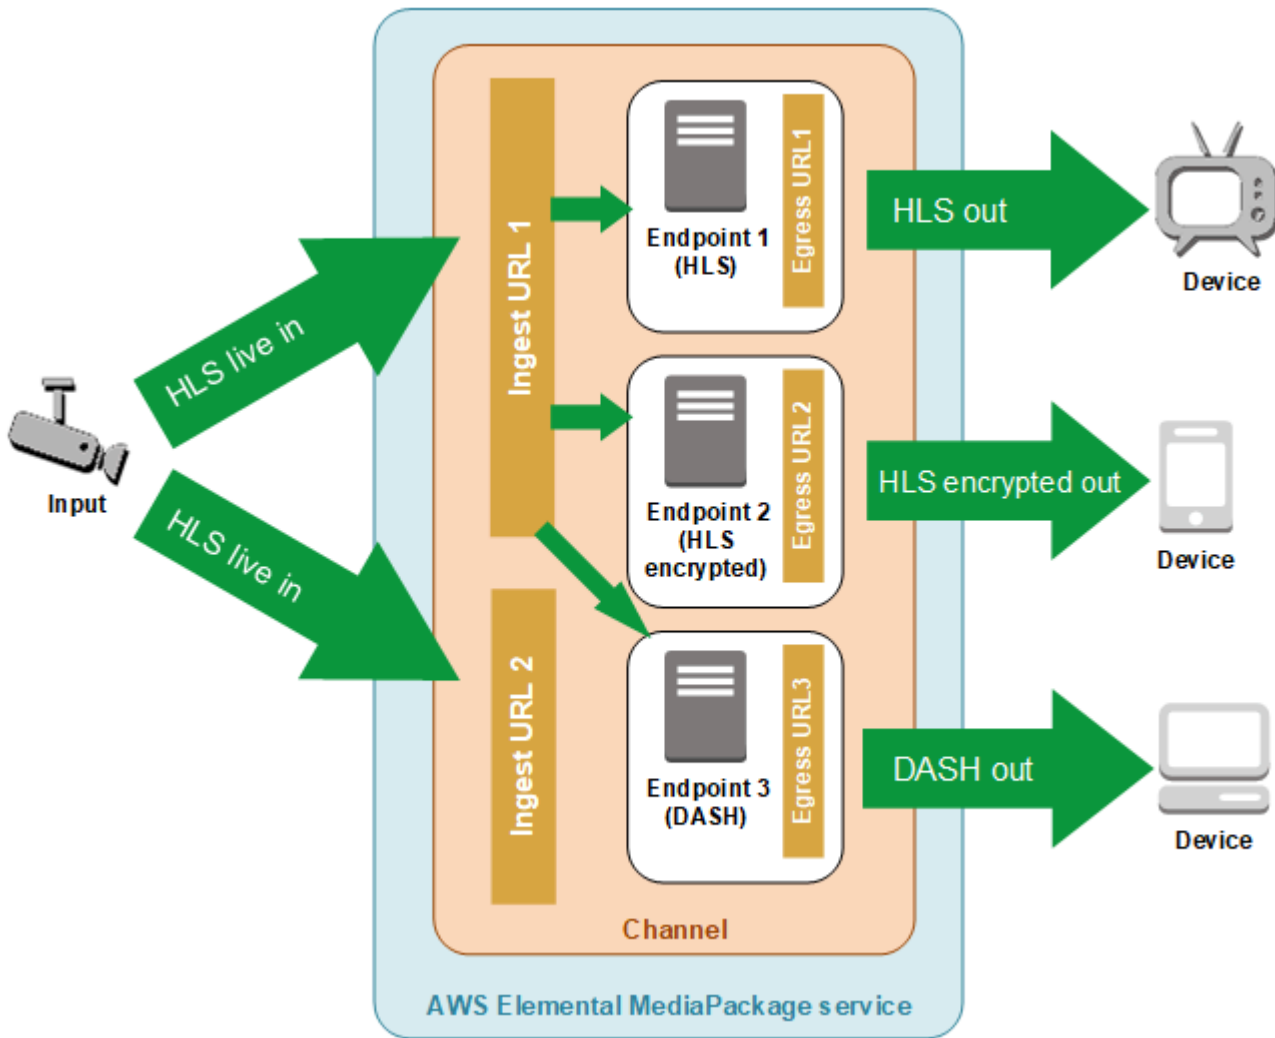 Input
HLS live in
HLS live in
Ingest URL 1
Ingest URL 2
Endpoint 1
(HLS)
Egress URL1
HLS out
Device
Endpoint 2
(HLS
encrypted)
Egress URL2
HLS encrypted out
Device
Endpoint 3
(DASH)
Egress URL3
DASH out
Device
Channel
AWS Elemental MediaPackage service